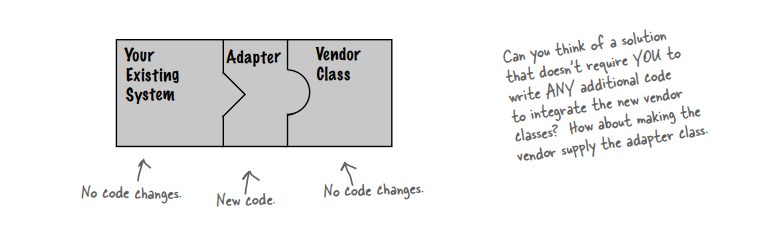 Your
Existing
System
Adapter
Vendor
Class
No code changes.
New code.
No code changes.
Can you think of a solution
that doesn't require YOU to
write ANY additional code
to integrate the new vendor
classes? How about making the
vendor supply the adapter class.